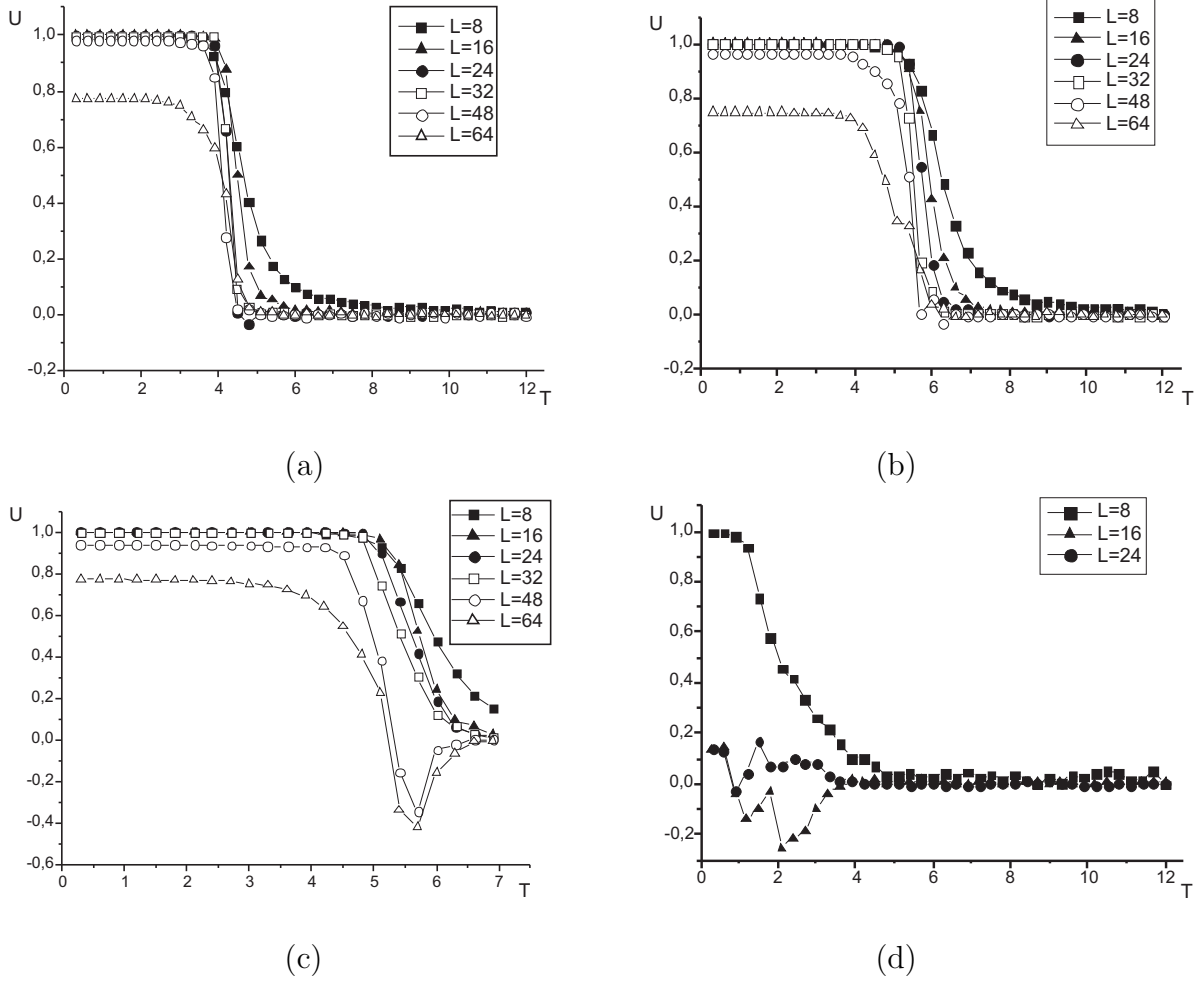 U
1,0
0,8
0,6
0,4
0,2
0,0
-0,2
0 2 4 6 8 10 12
T
L=8
L=16
L=24
L=32
L=48
L=64
(a)
U
1,0
0,8
0,6
0,4
0,2
0,0
-0,2
0 2 4 6 8 10 12
T
L=8
L=16
L=24
L=32
L=48
L=64
(b)
U
1,0
0,8
0,6
0,4
0,2
0,0
-0,2
-0,4
-0,6
0 1 2 3 4 5 6 7
T
L=8
L=16
L=24
L=32
L=48
L=64
(c)
U
1,0
0,8
0,6
0,4
0,2
0,0
-0,2
0 2 4 6 8 10 12
T
L=8
L=16
L=24
(d)